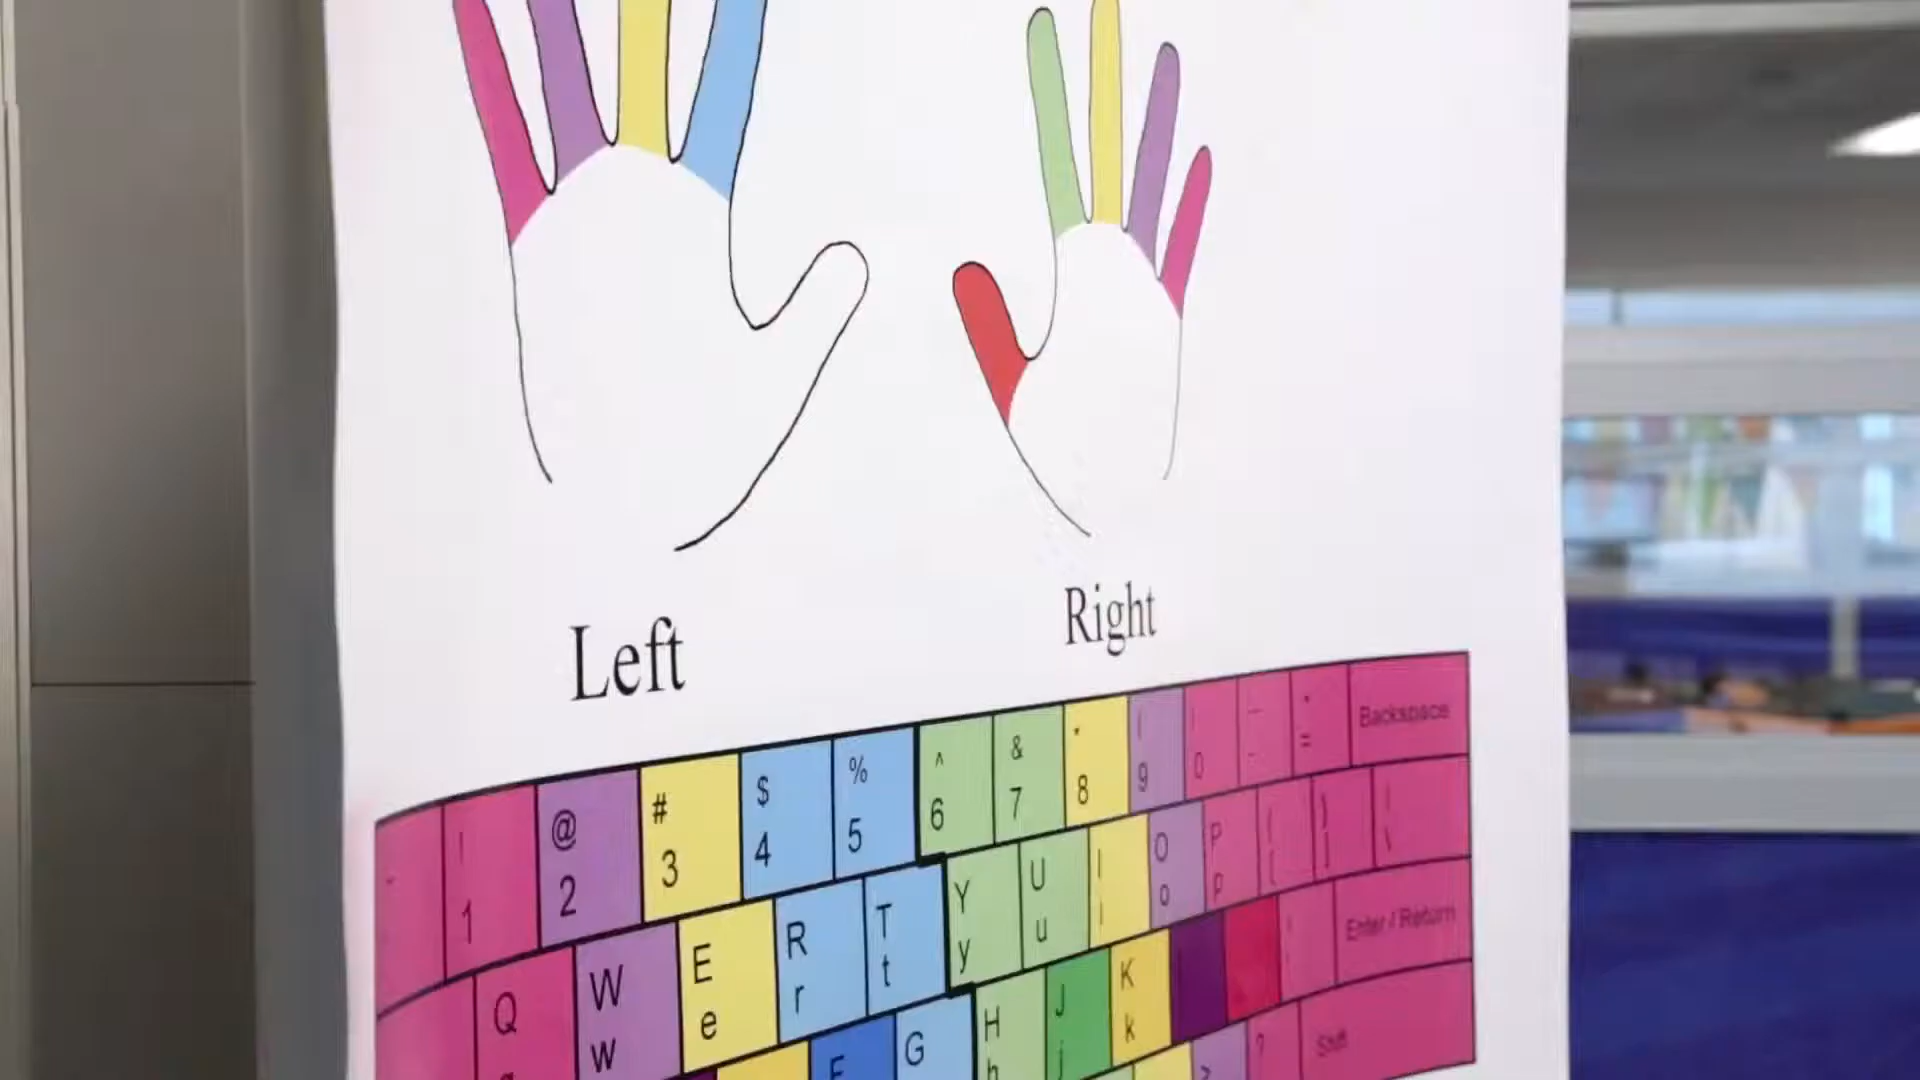 Left
Right
! @ # $ % ^ & *
1 2 3 4 5 6 7 8 9 0 = Backspace
Q W E R T Y U I O P
w e r t y u i o p
F G H J K Enter / Return
h j k
> ? Shift